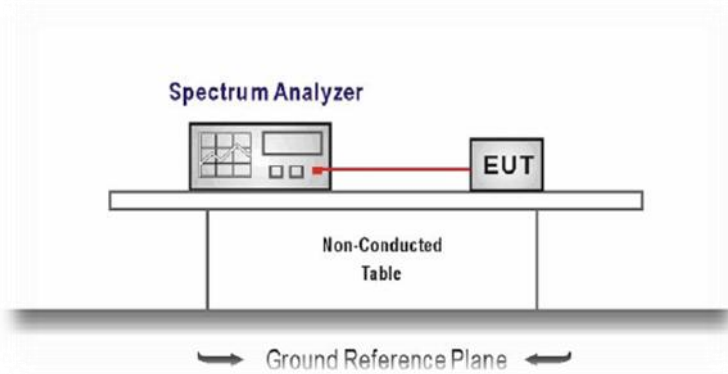 Spectrum Analyzer
EUT
Non-Conducted
Table
Ground Reference Plane